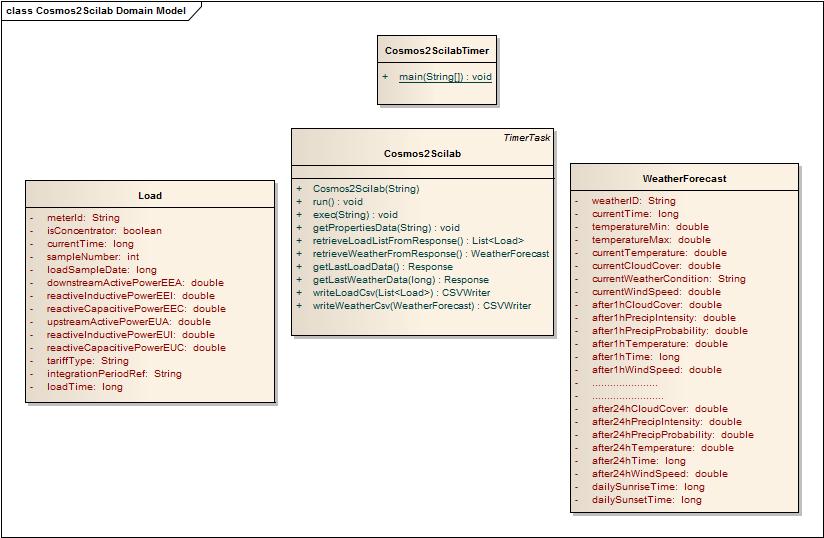 class Cosmos2Scilab Domain Model
Cosmos2ScilabTimer
+ main(String[]) : void
TimerTask
Cosmos2Scilab
+ Cosmos2Scilab(String)
+ run() : void
+ exec(String) : void
+ getPropertiesData(String) : void
+ retrieveLoadListFromResponse() : List<Load>
+ retrieveWeatherFromResponse() : WeatherForecast
+ getLastLoadData() : Response
+ getLastWeatherData(long) : Response
+ writeLoadCsv(List<Load>) : CSVWriter
+ writeWeatherCsv(WeatherForecast) : CSVWriter
Load
- meterId: String
- isConcentrator: boolean
- currentTime: long
- sampleNumber: int
- loadSampleDate: long
- downstreamActivePowerEEA: double
- reactiveInductivePowerEEI: double
- reactiveCapacitivePowerEEC: double
- upstreamActivePowerEUA: double
- reactiveInductivePowerEUI: double
- reactiveCapacitivePowerEUC: double
- tariffType: String
- integrationPeriodRef: String
- loadTime: long
WeatherForecast
- weatherID: String
- currentTime: long
- temperatureMin: double
- temperatureMax: double
- currentTemperature: double
- currentCloudCover: double
- currentWeatherCondition: String
- currentWindSpeed: double
- after1hCloudCover: double
- after1hPrecipIntensity: double
- after1hPrecipProbability: double
- after1hTemperature: double
- after1hTime: long
- after1hWindSpeed: double
- ......................
- ........................
- after24hCloudCover: double
- after24hPrecipIntensity: double
- after24hPrecipProbability: double
- after24hTemperature: double
- after24hTime: long
- after24hWindSpeed: double
- dailySunriseTime: long
- dailySunsetTime: long